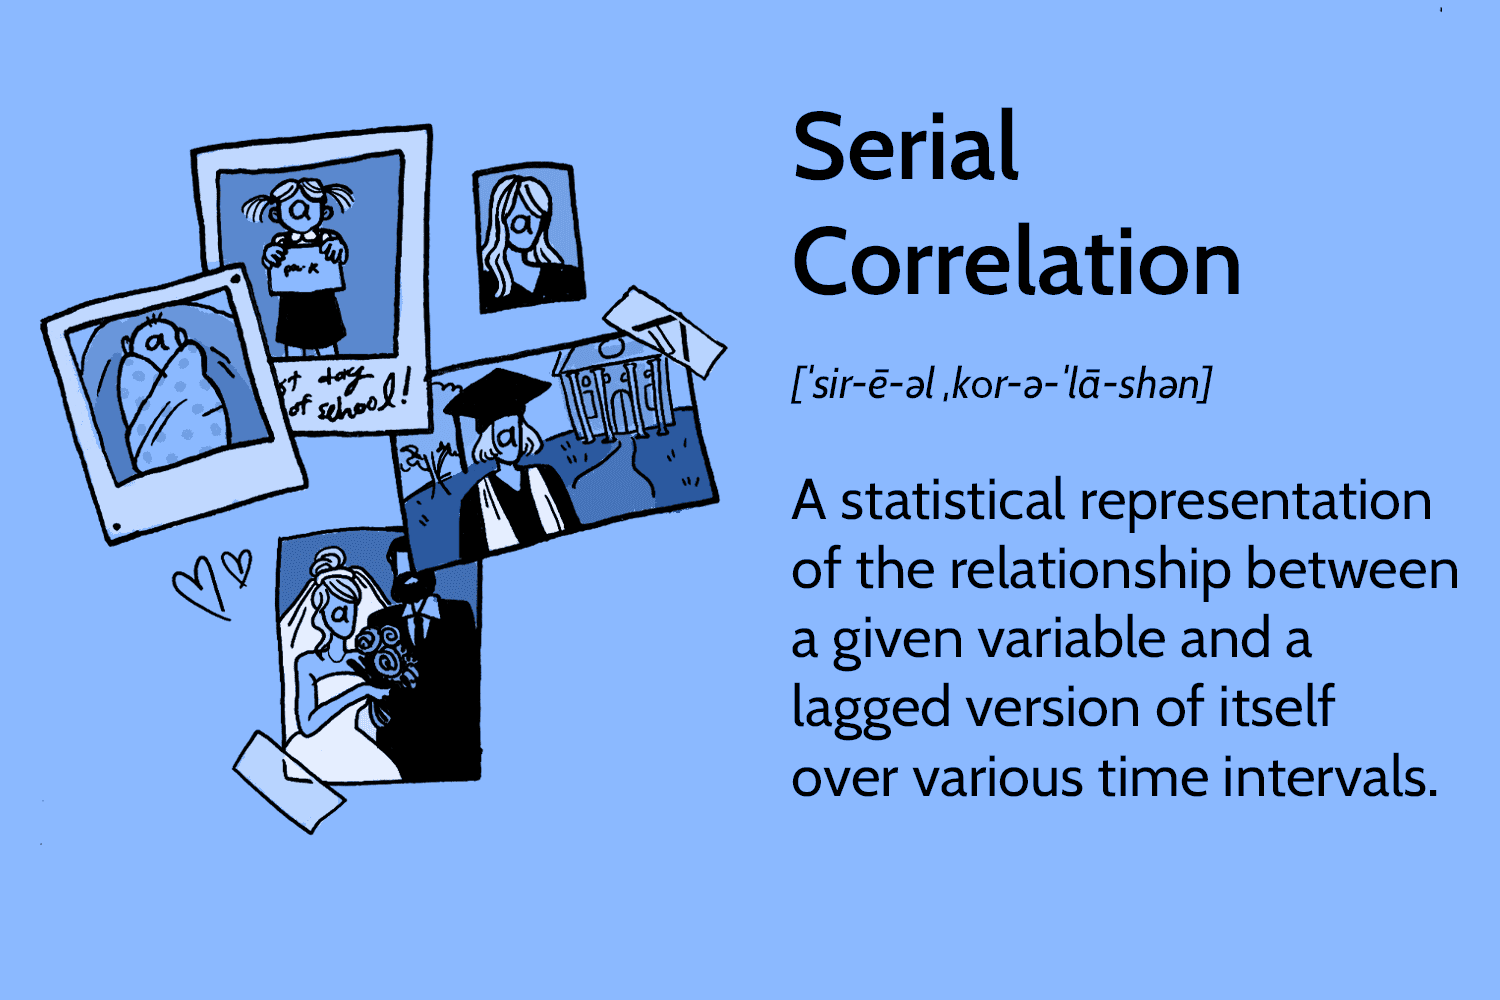 a
a
a
st day
of school!
a
a
Serial
Correlation
[ˈsir-ē-əl ˌkor-ə-ˈlā-shən]
A statistical representation
of the relationship between
a given variable and a
lagged version of itself
over various time intervals.